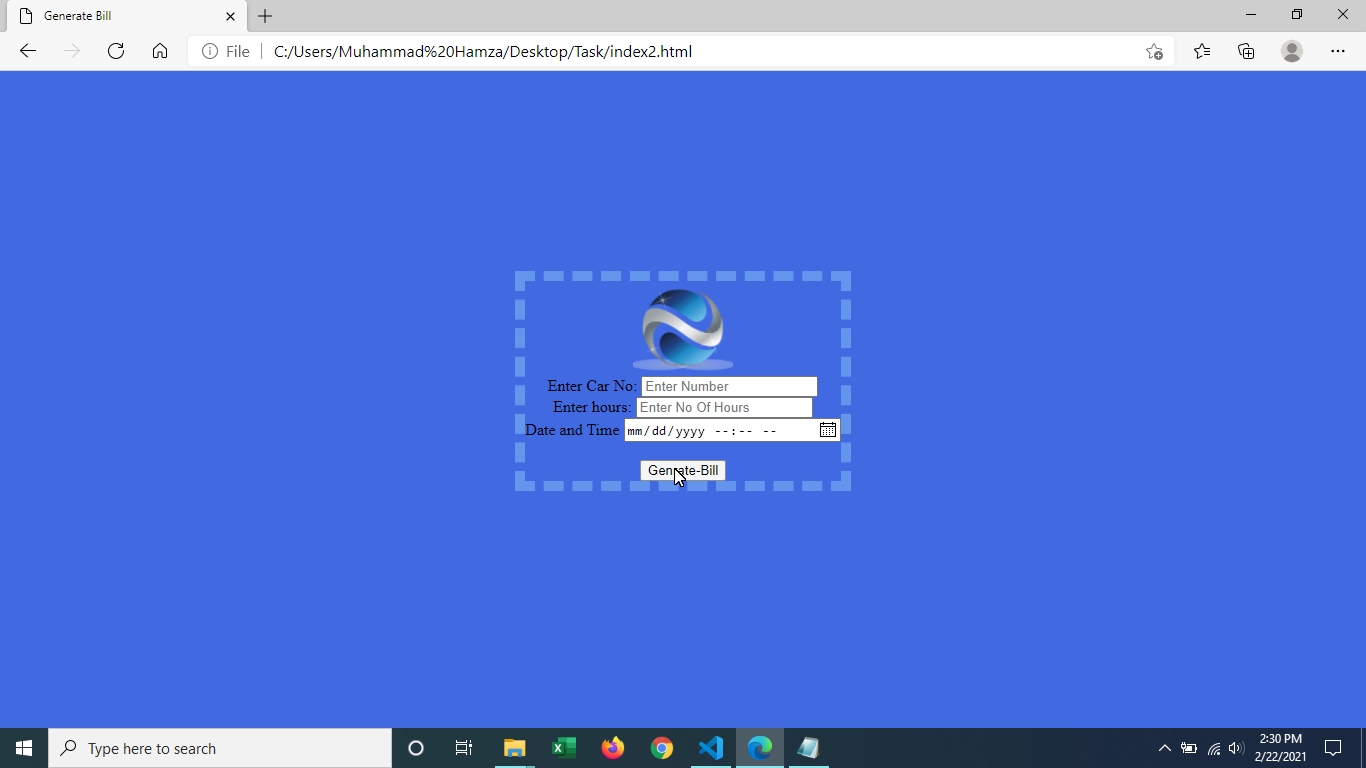 Generate Bill
File
C:/Users/Muhammad%20Hamza/Desktop/Task/index2.html
Enter Car No: Enter Number
Enter hours: Enter No Of Hours
Date and Time mm/dd/yyyy --:-- --
Genrate-Bill
Type here to search
2:30 PM
2/22/2021